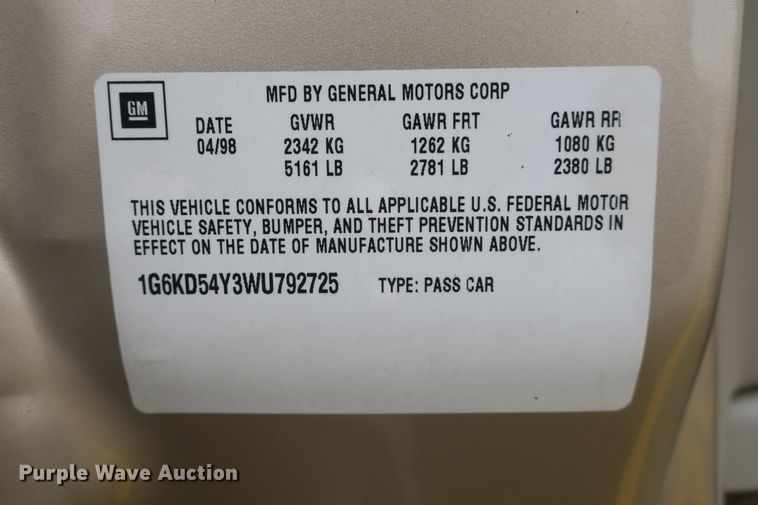 GM
MFD BY GENERAL MOTORS CORP
DATE GVWR GAWR FRT GAWR RR
04/98 2342 KG 1262 KG 1080 KG
5161 LB 2781 LB 2380 LB
THIS VEHICLE CONFORMS TO ALL APPLICABLE U.S. FEDERAL MOTOR
VEHICLE SAFETY, BUMPER, AND THEFT PREVENTION STANDARDS IN
EFFECT ON THE DATE OF MANUFACTURE SHOWN ABOVE.
1G6KD54Y3WU792725 TYPE: PASS CAR
Purple Wave Auction